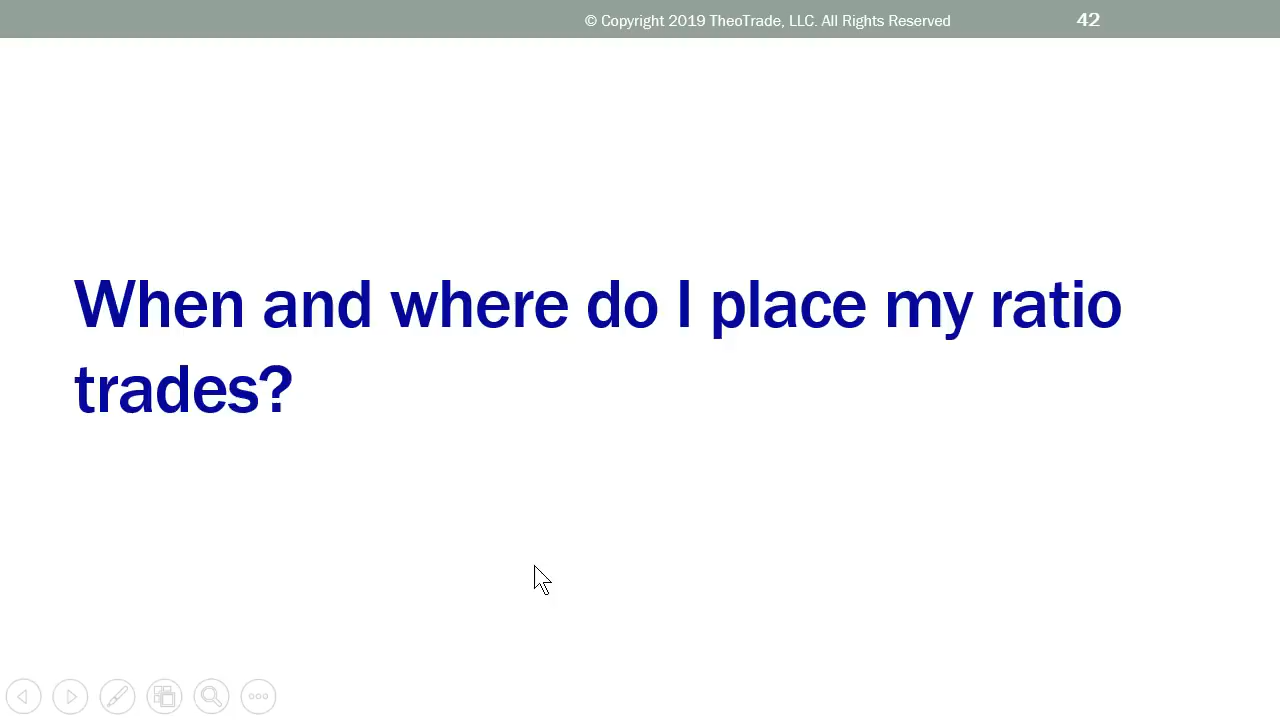 © Copyright 2019 TheoTrade, LLC. All Rights Reserved 42
When and where do I place my ratio
trades?